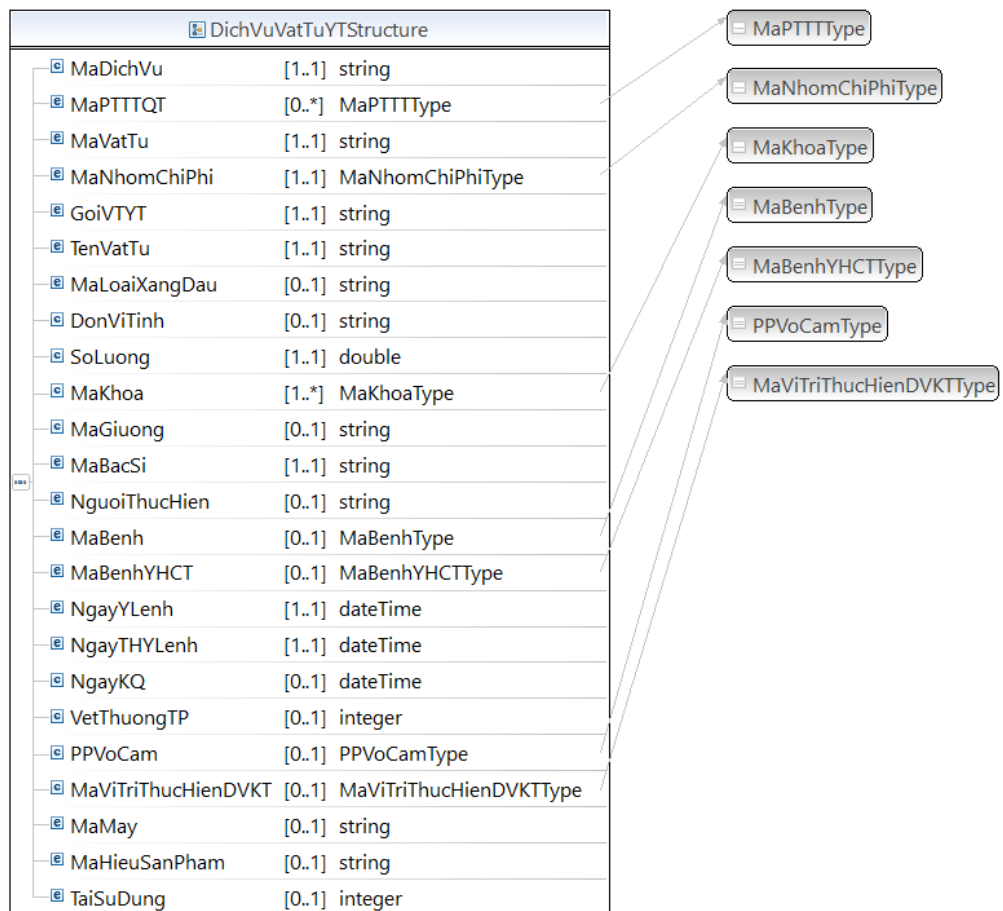 DichVuVatTuYTStructure
MaDichVu [1..1] string
MaPTTTQT [0..*] MaPTTTType
MaVatTu [1..1] string
MaNhomChiPhi [1..1] MaNhomChiPhiType
GoiVTYT [1..1] string
TenVatTu [1..1] string
MaLoaiXangDau [0..1] string
DonViTinh [0..1] string
SoLuong [1..1] double
MaKhoa [1..*] MaKhoaType
MaGiuong [0..1] string
MaBacSi [1..1] string
NguoiThucHien [0..1] string
MaBenh [0..1] MaBenhType
MaBenhYHCT [0..1] MaBenhYHCTType
NgayYLenh [1..1] dateTime
NgayTHYLenh [1..1] dateTime
NgayKQ [0..1] dateTime
VetThuongTP [0..1] integer
PPVoCam [0..1] PPVoCamType
MaViTriThucHienDVKT [0..1] MaViTriThucHienDVKTType
MaMay [0..1] string
MaHieuSanPham [0..1] string
TaiSuDung [0..1] integer
MaPTTTType
MaNhomChiPhiType
MaKhoaType
MaBenhType
MaBenhYHCTType
PPVoCamType
MaViTriThucHienDVKTType